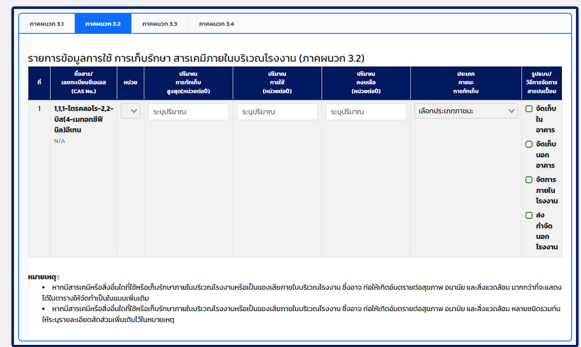 ภาคผนวก 3.1 ภาคผนวก 3.2 ภาคผนวก 3.3 ภาคผนวก 3.4
รายการข้อมูลการใช้ การเก็บรักษา สารเคมีภายในบริเวณโรงงาน (ภาคผนวก 3.2)
ที่
ชื่อสาร/
เลขทะเบียนซีเอเอส
(CAS No.)
หน่วย
ปริมาณ
การกักเก็บ
สูงสุด(หน่วยต่อปี)
ปริมาณ
การใช้
(หน่วยต่อปี)
ปริมาณ
คงเหลือ
(หน่วยต่อปี)
ประเภท
ภาชนะ
การกักเก็บ
รูปแบบ/
วิธีการจัดการ
สารปนเปื้อน
1
1,1,1-ไตรคลอโร-2,2-
บิส(4-เมทอกซีฟี
นิล)อีเทน
N/A
ระบุปริมาณ
ระบุปริมาณ
ระบุปริมาณ
เลือกประเภทภาชนะ
จัดเก็บ
ใน
อาคาร
จัดเก็บ
นอก
อาคาร
จัดการ
ภายใน
โรงงาน
ส่ง
กำจัด
นอก
โรงงาน
หมายเหตุ :
• หากมีสารเคมีหรือสิ่งอื่นใดที่ใช้หรือเก็บรักษาภายในบริเวณโรงงานหรือเป็นของเสียภายในบริเวณโรงงาน ซึ่งอาจ ก่อให้เกิดอันตรายต่อสุขภาพ อนามัย และสิ่งแวดล้อม มากกว่าที่จะแสดง
ได้ในตารางให้จัดทำเป็นใบแนบเพิ่มเติม
• หากมีสารเคมีหรือสิ่งอื่นใดที่ใช้หรือเก็บรักษาภายในบริเวณโรงงานหรือเป็นของเสียภายในบริเวณโรงงาน ซึ่งอาจ ก่อให้เกิดอันตรายต่อสุขภาพ อนามัย และสิ่งแวดล้อม หลายชนิดรวมกัน
ให้ระบุรายละเอียดสัดส่วนเพิ่มเติมไว้ในหมายเหตุ